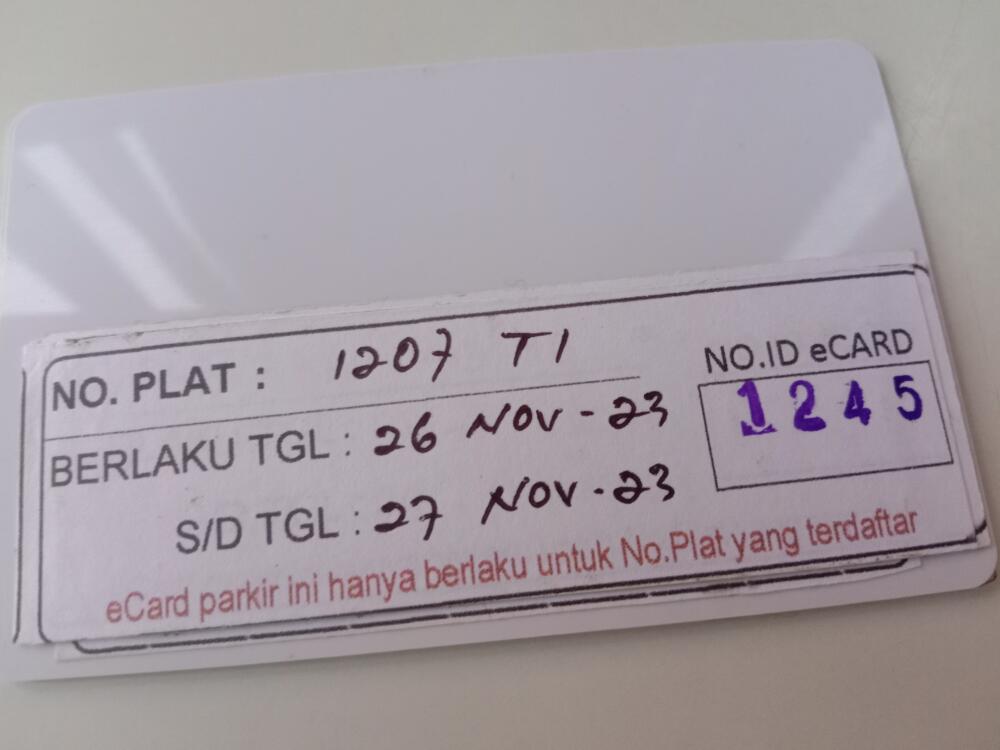 NO. PLAT : 1207 TI
NO.ID eCARD
1245
BERLAKU TGL : 26 NOV - 23
S/D TGL : 27 NOV - 23
eCard parkir ini hanya berlaku untuk No.Plat yang terdaftar